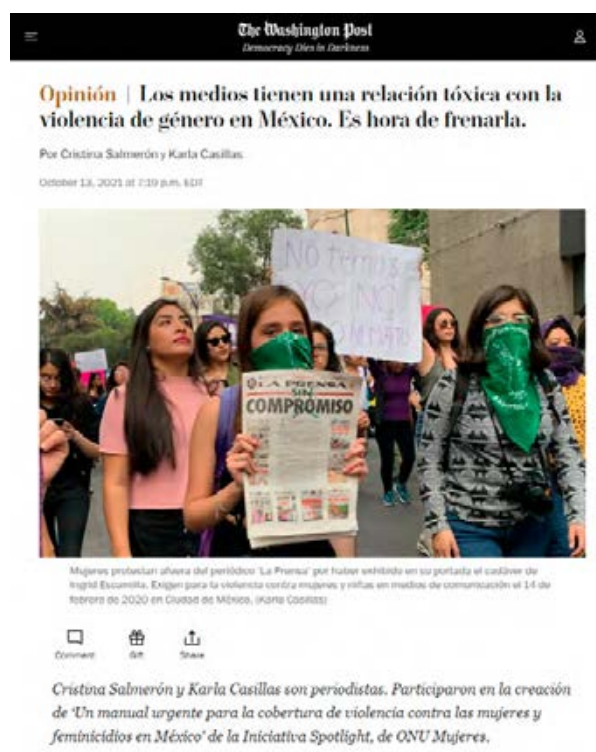 The Washington Post
Democracy Dies in Darkness
Opinión | Los medios tienen una relación tóxica con la
violencia de género en México. Es hora de frenarla.
Por Cristina Salmerón y Karla Casillas
October 13, 2021 at 7:19 p.m. EDT
NO
LA PRENSA
SIN
COMPROMISO
Mujeres protestan afuera del periódico 'La Prensa' por haber exhibido en su portada el cadáver de
Ingrid Escamilla. Exigen parar la violencia contra mujeres y niñas en medios de comunicación el 14 de
febrero de 2020 en Ciudad de México. (Karla Casillas)
Comment Gift Share
Cristina Salmerón y Karla Casillas son periodistas. Participaron en la creación
de 'Un manual urgente para la cobertura de violencia contra las mujeres y
feminicidios en México' de la Iniciativa Spotlight, de ONU Mujeres.